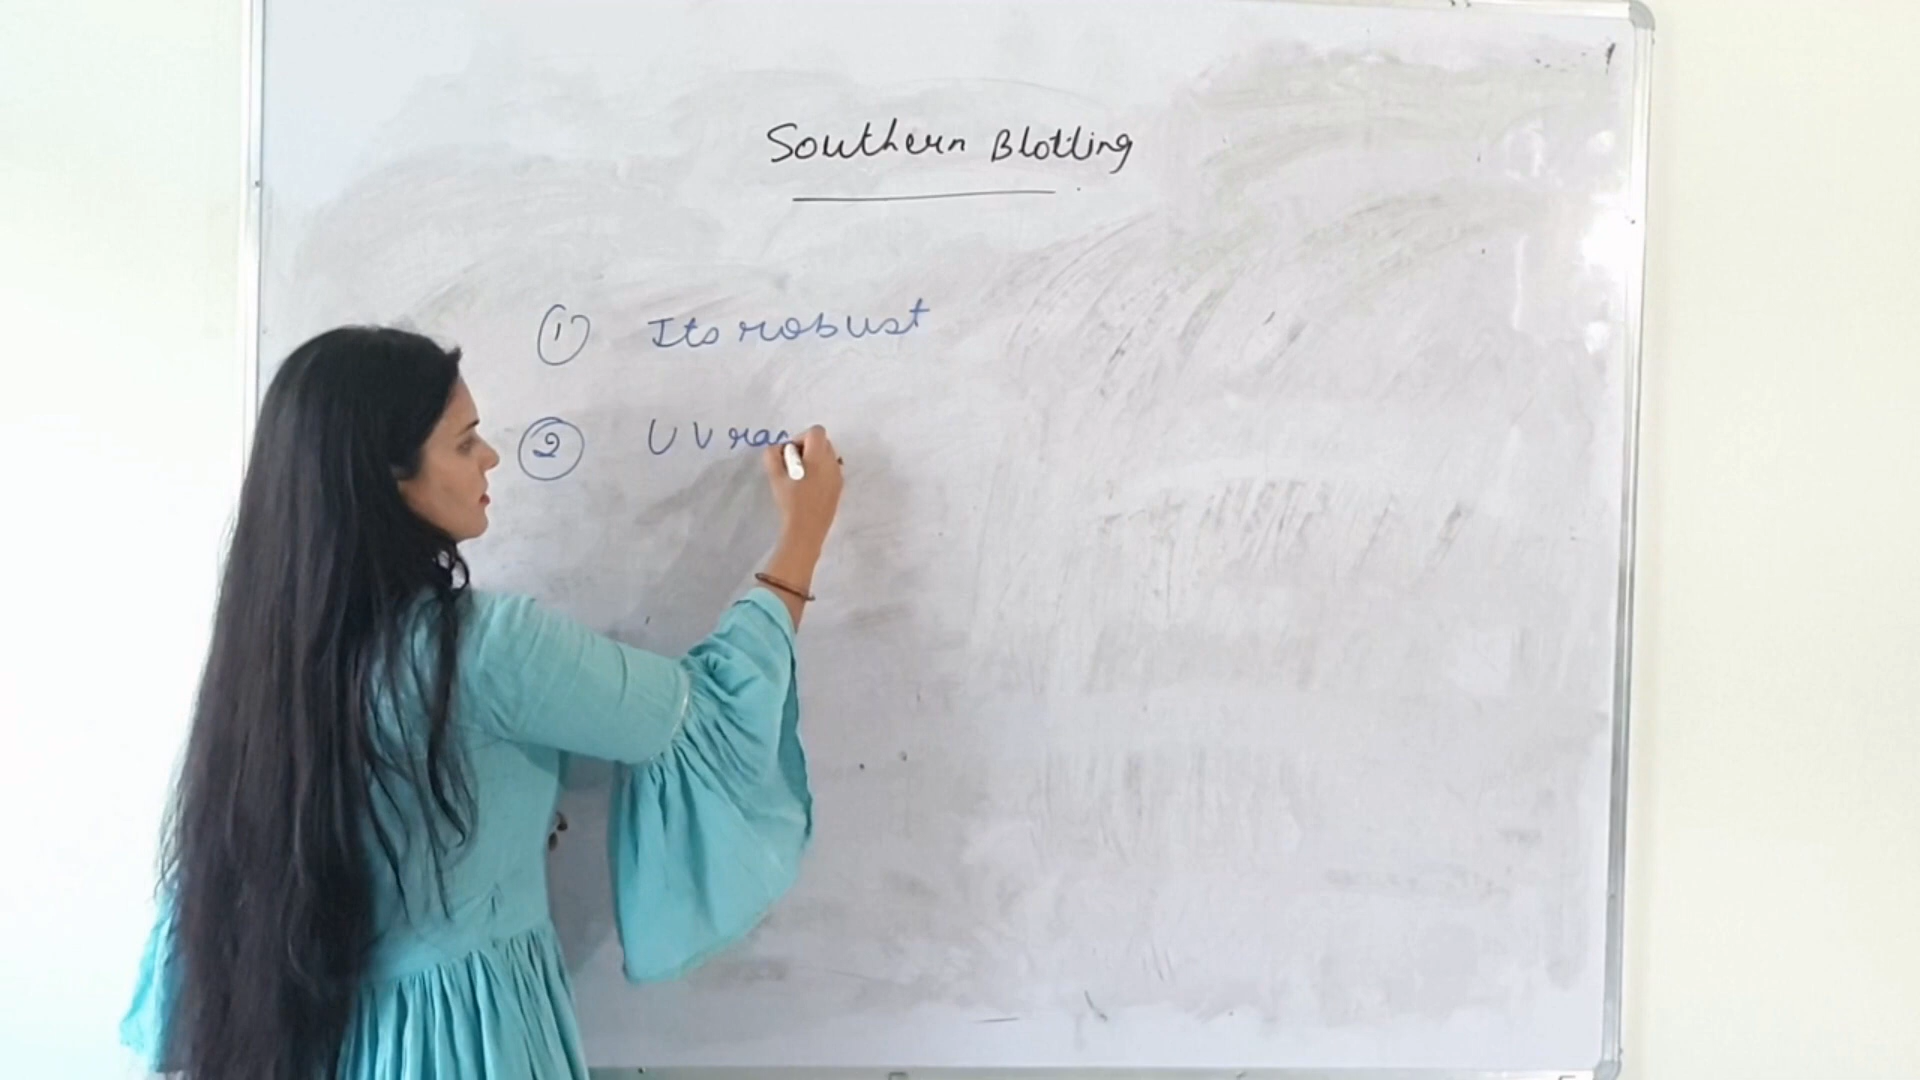 Southern Blotting
① Its robust
② UV